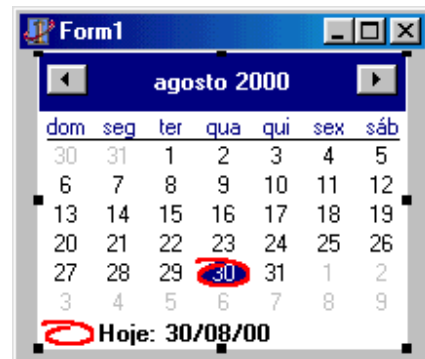 Form1
agosto 2000
dom seg ter qua qui sex sáb
30 31 1 2 3 4 5
6 7 8 9 10 11 12
13 14 15 16 17 18 19
20 21 22 23 24 25 26
27 28 29 30 31 1 2
3 4 5 6 7 8 9
Hoje: 30/08/00